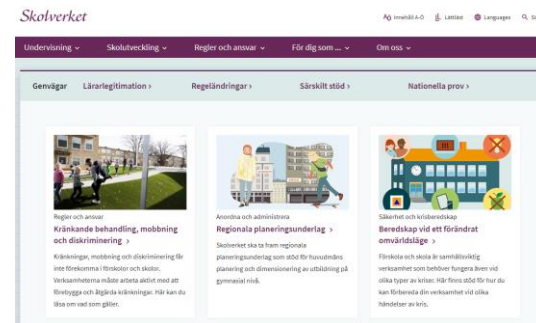 Skolverket
Innehåll A-Ö Lättläst Languages
Undervisning Skolutveckling Regler och ansvar För dig som ... Om oss
Genvägar Lärarlegitimation > Regeländringar > Särskilt stöd > Nationella prov >
Regler och ansvar
Kränkande behandling, mobbning
och diskriminering >
Kränkningar, mobbning och diskriminering får
inte förekomma i förskolor och skolor.
Verksamheterna måste arbeta aktivt med att
förebygga och åtgärda kränkningar. Här kan du
läsa om vad som gäller.
Anordna och administrera
Regionala planeringsunderlag >
Skolverket ska ta fram regionala
planeringsunderlag som stöd för huvudmäns
planering och dimensionering av utbildning på
gymnasial nivå.
Säkerhet och krisberedskap
Beredskap vid ett förändrat
omvärldsläge >
Förskola och skola är samhällsviktig
verksamhet som behöver fungera även vid
olika typer av kriser. Här finns stöd för hur du
kan förbereda din verksamhet vid olika
händelser av kris.